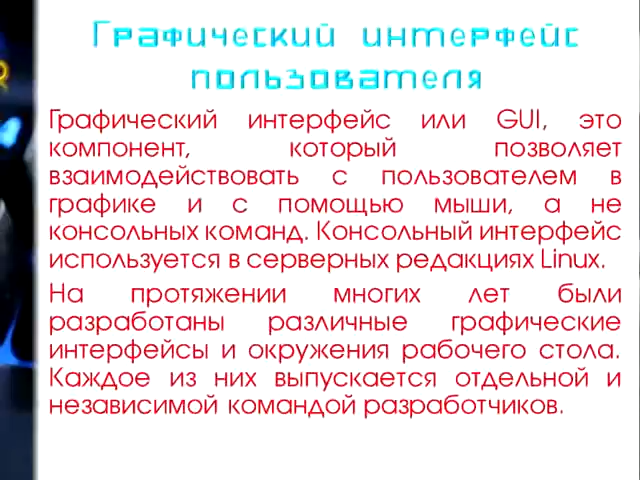 Графический интерфейс
пользователя
Графический интерфейс или GUI, это
компонент, который позволяет
взаимодействовать с пользователем в
графике и с помощью мыши, а не
консольных команд. Консольный интерфейс
используется в серверных редакциях Linux.
На протяжении многих лет были
разработаны различные графические
интерфейсы и окружения рабочего стола.
Каждое из них выпускается отдельной и
независимой командой разработчиков.